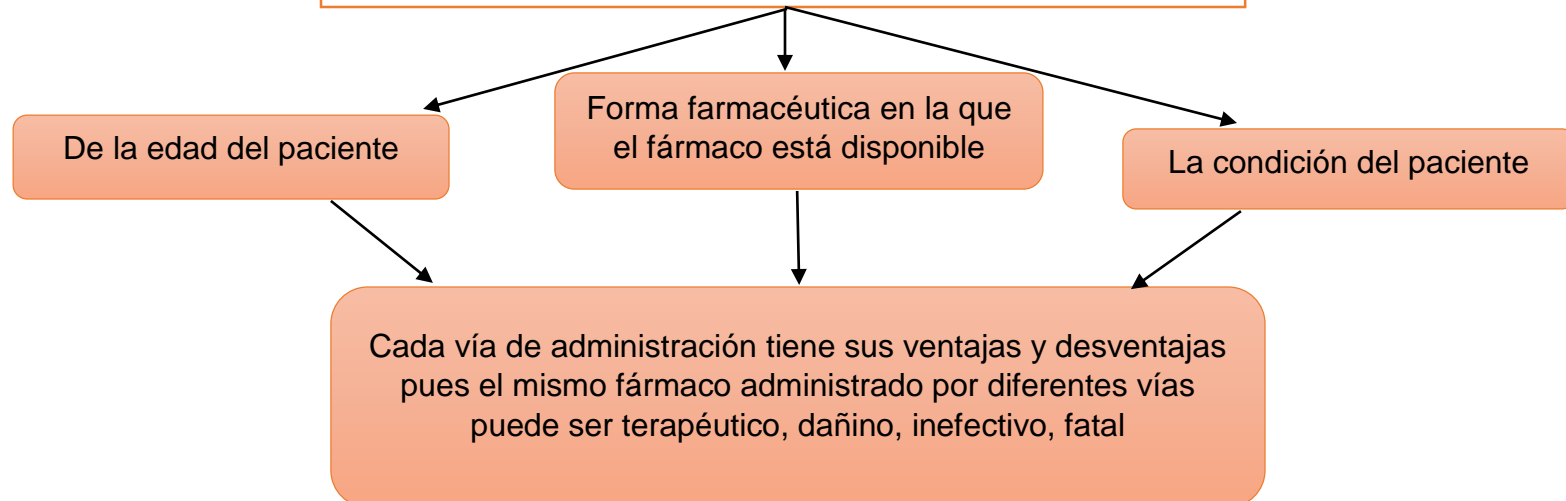 De la edad del paciente
Forma farmacéutica en la que
el fármaco está disponible
La condición del paciente
Cada vía de administración tiene sus ventajas y desventajas
pues el mismo fármaco administrado por diferentes vías
puede ser terapéutico, dañino, inefectivo, fatal